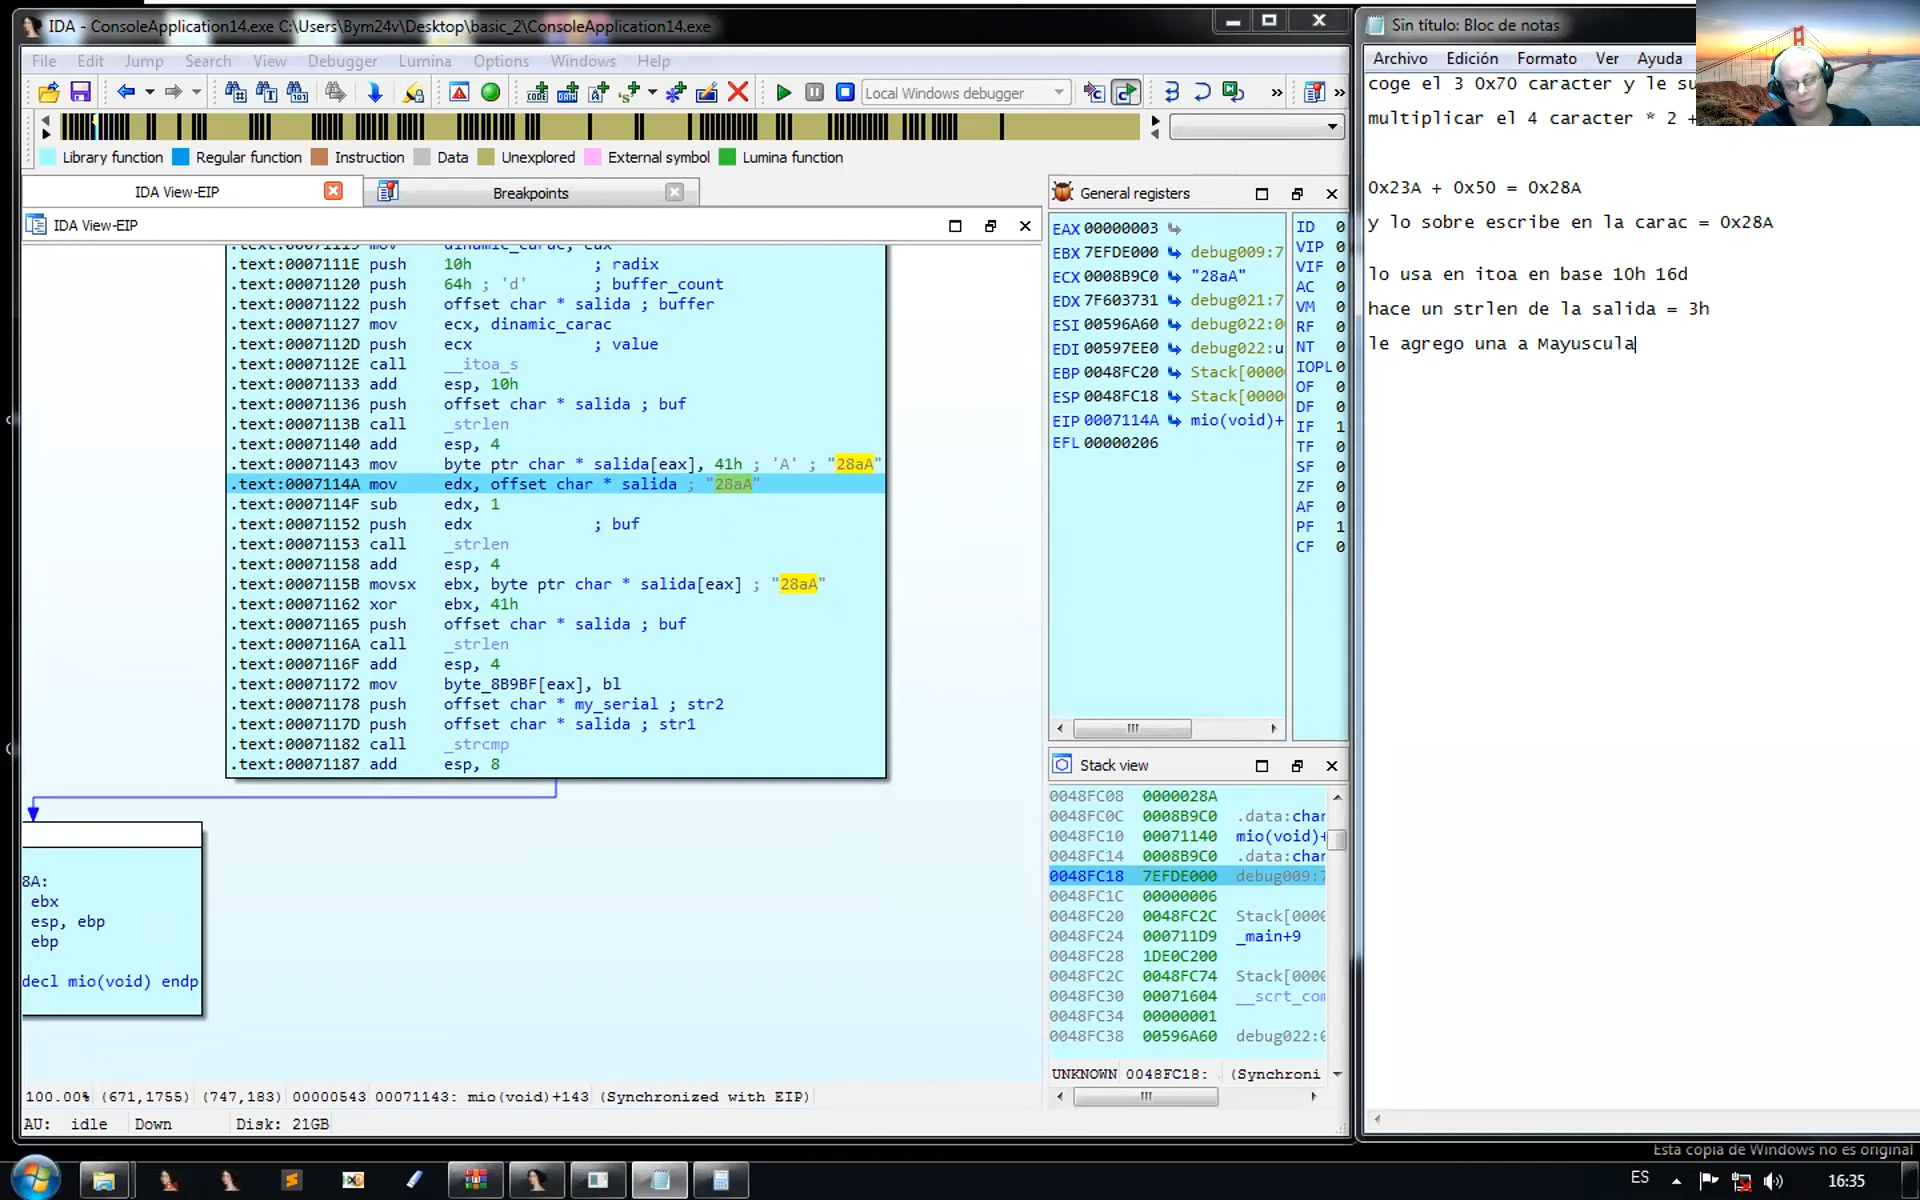 IDA - ConsoleApplication14.exe C:\Users\Bym24v\Desktop\basic_2\ConsoleApplication14.exe
File Edit Jump Search View Debugger Lumina Options Windows Help
Local Windows debugger
Library function Regular function Instruction Data Unexplored External symbol Lumina function
IDA View-EIP Breakpoints
IDA View-EIP
.text:00071119 mov dinamic_carac, eax
.text:0007111E push 10h ; radix
.text:00071120 push 64h ; 'd' ; buffer_count
.text:00071122 push offset char * salida ; buffer
.text:00071127 mov ecx, dinamic_carac
.text:0007112D push ecx ; value
.text:0007112E call __itoa_s
.text:00071133 add esp, 10h
.text:00071136 push offset char * salida ; buf
.text:0007113B call _strlen
.text:00071140 add esp, 4
.text:00071143 mov byte ptr char * salida[eax], 41h ; 'A' ; "28aA"
.text:0007114A mov edx, offset char * salida ; "28aA"
.text:0007114F sub edx, 1
.text:00071152 push edx ; buf
.text:00071153 call _strlen
.text:00071158 add esp, 4
.text:0007115B movsx ebx, byte ptr char * salida[eax] ; "28aA"
.text:00071162 xor ebx, 41h
.text:00071165 push offset char * salida ; buf
.text:0007116A call _strlen
.text:0007116F add esp, 4
.text:00071172 mov byte_8B9BF[eax], bl
.text:00071178 push offset char * my_serial ; str2
.text:0007117D push offset char * salida ; str1
.text:00071182 call _strcmp
.text:00071187 add esp, 8
8A:
ebx
esp, ebp
ebp
decl mio(void) endp
100.00% (671,1755) (747,183) 00000543 00071143: mio(void)+143 (Synchronized with EIP)
AU: idle Down Disk: 21GB
General registers
EAX 00000003
EBX 7EFDE000 debug009:7
ECX 0008B9C0 "28aA"
EDX 7F603731 debug021:7
ESI 00596A60 debug022:0
EDI 00597EE0 debug022:u
EBP 0048FC20 Stack[0000
ESP 0048FC18 Stack[0000
EIP 0007114A mio(void)+
EFL 00000206
ID 0
VIP 0
VIF 0
AC 0
VM 0
RF 0
NT 0
IOPL 0
OF 0
DF 0
IF 1
TF 0
SF 0
ZF 0
AF 0
PF 1
CF 0
Stack view
0048FC08 0000028A
0048FC0C 0008B9C0 .data:char
0048FC10 00071140 mio(void)+
0048FC14 0008B9C0 .data:char
0048FC18 7EFDE000 debug009:7
0048FC1C 00000006
0048FC20 0048FC2C Stack[0000
0048FC24 000711D9 _main+9
0048FC28 1DE0C200
0048FC2C 0048FC74 Stack[0000
0048FC30 00071604 __scrt_com
0048FC34 00000001
0048FC38 00596A60 debug022:0
UNKNOWN 0048FC18: (Synchroni
Sin título: Bloc de notas
Archivo Edición Formato Ver Ayuda
coge el 3 0x70 caracter y le su
multiplicar el 4 caracter * 2 +
0x23A + 0x50 = 0x28A
y lo sobre escribe en la carac = 0x28A
lo usa en itoa en base 10h 16d
hace un strlen de la salida = 3h
le agrego una a Mayuscula
Esta copia de Windows no es original
ES 16:35